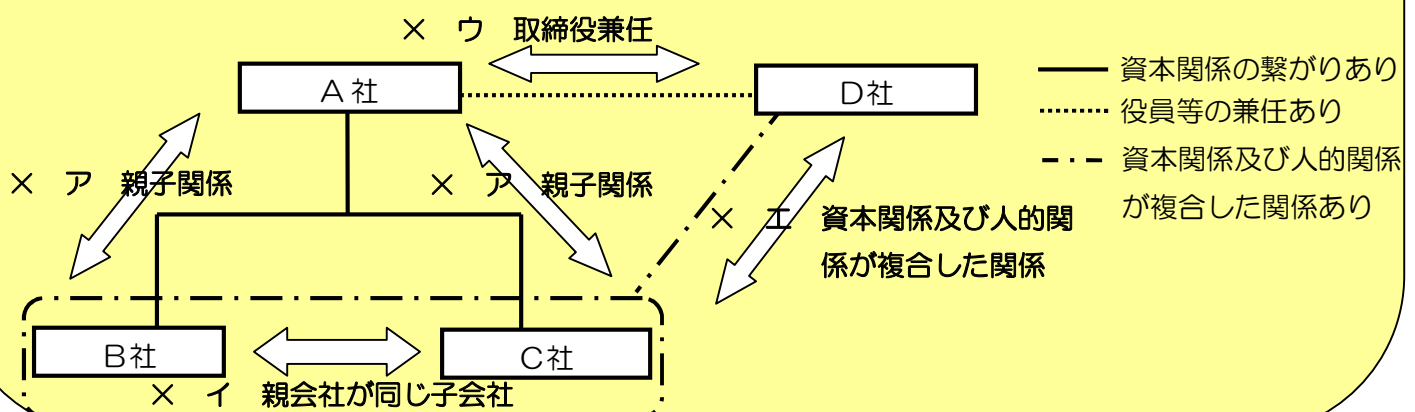 × ウ 取締役兼任
A社
D社
資本関係の繋がりあり
役員等の兼任あり
資本関係及び人的関係
が複合した関係あり
× ア 親子関係
× ア 親子関係
× エ 資本関係及び人的関
係が複合した関係
B社
C社
× イ 親会社が同じ子会社